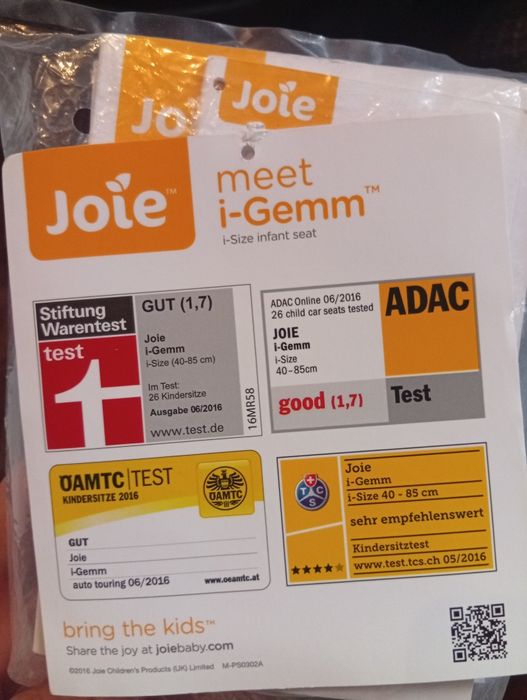 Jo
Joie
Joie™
meet
i-Gemm™
i-Size infant seat
Stiftung
Warentest
test
GUT (1,7)
Joie
i-Gemm
i-Size (40-85 cm)
Im Test:
26 Kindersitze
Ausgabe 06/2016
www.test.de
16MR58
ADAC Online 06/2016
26 child car seats tested
JOIE
i-Gemm
i-Size
40-85cm
good (1,7)
ADAC
Test
ÖAMTC|TEST
KINDERSITZE 2016
ÖAMTC
GUT
Joie
i-Gemm
auto touring 06/2016
www.oeamtc.at
TCS
Joie
i-Gemm
i-Size 40 - 85 cm
sehr empfehlenswert
Kindersitztest
www.test.tcs.ch 05/2016
bring the kids™
Share the joy at joiebaby.com
©2016 Joie Children's Products (UK) Limited M-PS0302A